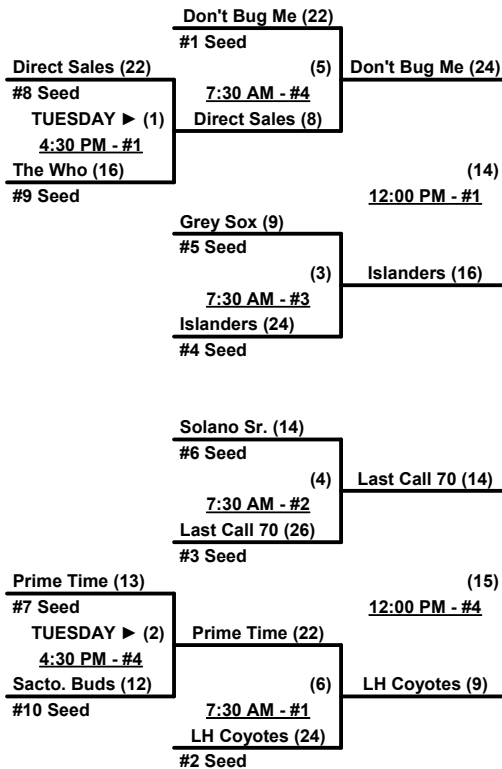 Don't Bug Me (22)
#1 Seed
Direct Sales (22)
(5)
Don't Bug Me (24)
#8 Seed
7:30 AM - #4
TUESDAY ► (1)
Direct Sales (8)
4:30 PM - #1
The Who (16)
(14)
#9 Seed
12:00 PM - #1
Grey Sox (9)
#5 Seed
(3)
Islanders (16)
7:30 AM - #3
Islanders (24)
#4 Seed
Solano Sr. (14)
#6 Seed
(4)
Last Call 70 (14)
7:30 AM - #2
Last Call 70 (26)
#3 Seed
Prime Time (13)
(15)
#7 Seed
12:00 PM - #4
TUESDAY ► (2)
Prime Time (22)
4:30 PM - #4
Sacto. Buds (12)
(6)
LH Coyotes (9)
#10 Seed
7:30 AM - #1
LH Coyotes (24)
#2 Seed